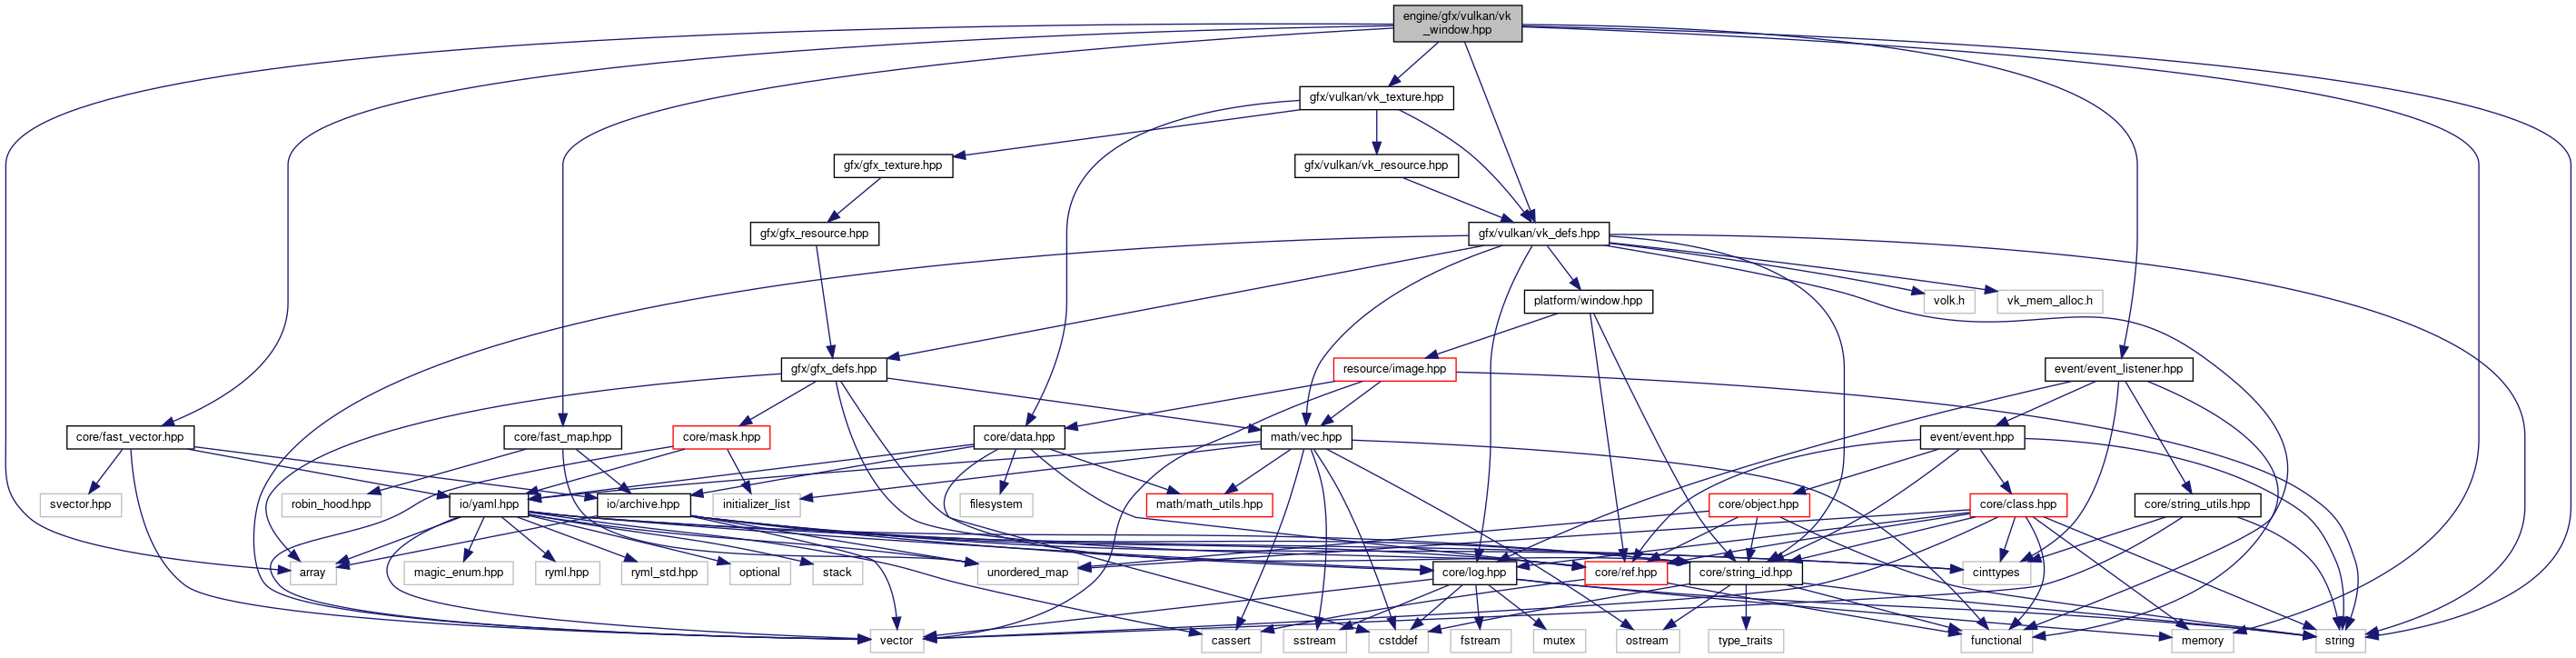 engine/gfx/vulkan/vk
_window.hpp
gfx/vulkan/vk_texture.hpp
gfx/gfx_texture.hpp
gfx/vulkan/vk_resource.hpp
gfx/gfx_resource.hpp
gfx/vulkan/vk_defs.hpp
platform/window.hpp
volk.h
vk_mem_alloc.h
gfx/gfx_defs.hpp
resource/image.hpp
event/event_listener.hpp
core/fast_vector.hpp
core/fast_map.hpp
core/mask.hpp
core/data.hpp
math/vec.hpp
event/event.hpp
svector.hpp
robin_hood.hpp
io/yaml.hpp
io/archive.hpp
initializer_list
filesystem
math/math_utils.hpp
core/object.hpp
core/class.hpp
core/string_utils.hpp
array
magic_enum.hpp
ryml.hpp
ryml_std.hpp
optional
stack
unordered_map
core/log.hpp
core/ref.hpp
core/string_id.hpp
cinttypes
vector
cassert
sstream
cstddef
fstream
mutex
ostream
type_traits
functional
memory
string